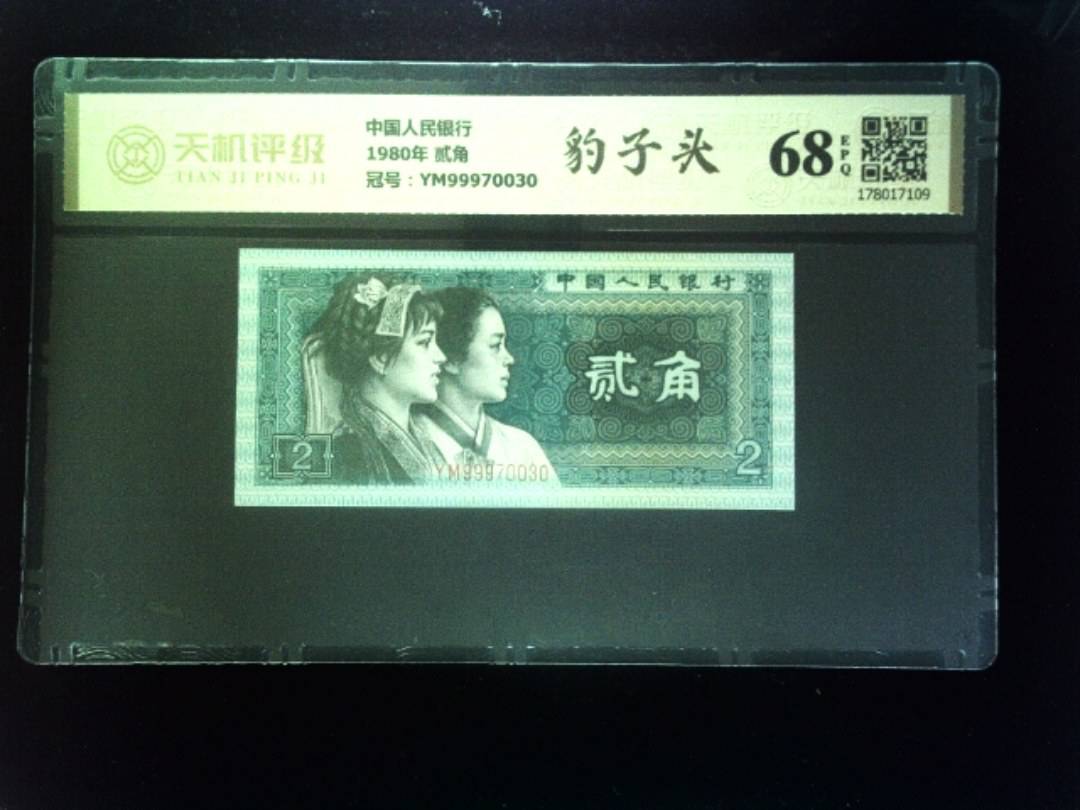 天机评级
TIAN JI PING JI
中国人民银行
1980年 贰角
冠号：YM99970030
豹子头
68
EPQ
178017109
中国人民银行
贰角
2
YM99970030
2